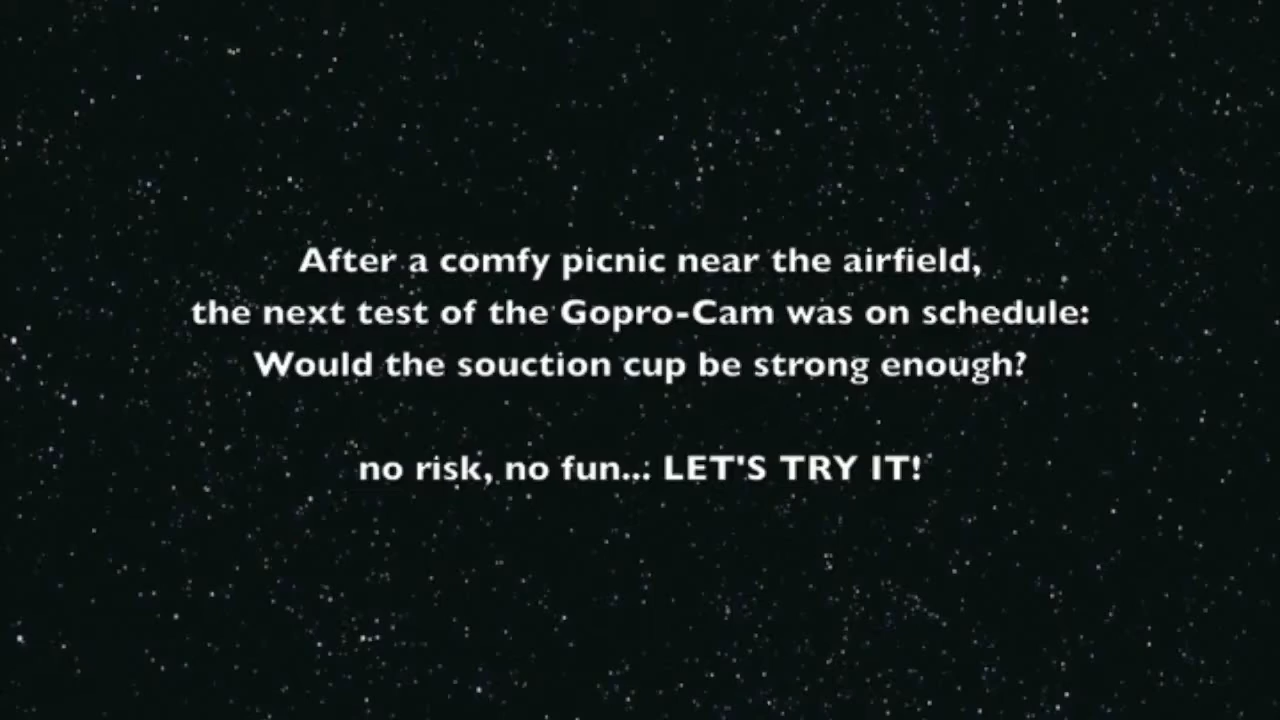 After a comfy picnic near the airfield,
the next test of the Gopro-Cam was on schedule:
Would the souction cup be strong enough?
no risk, no fun... LET'S TRY IT!